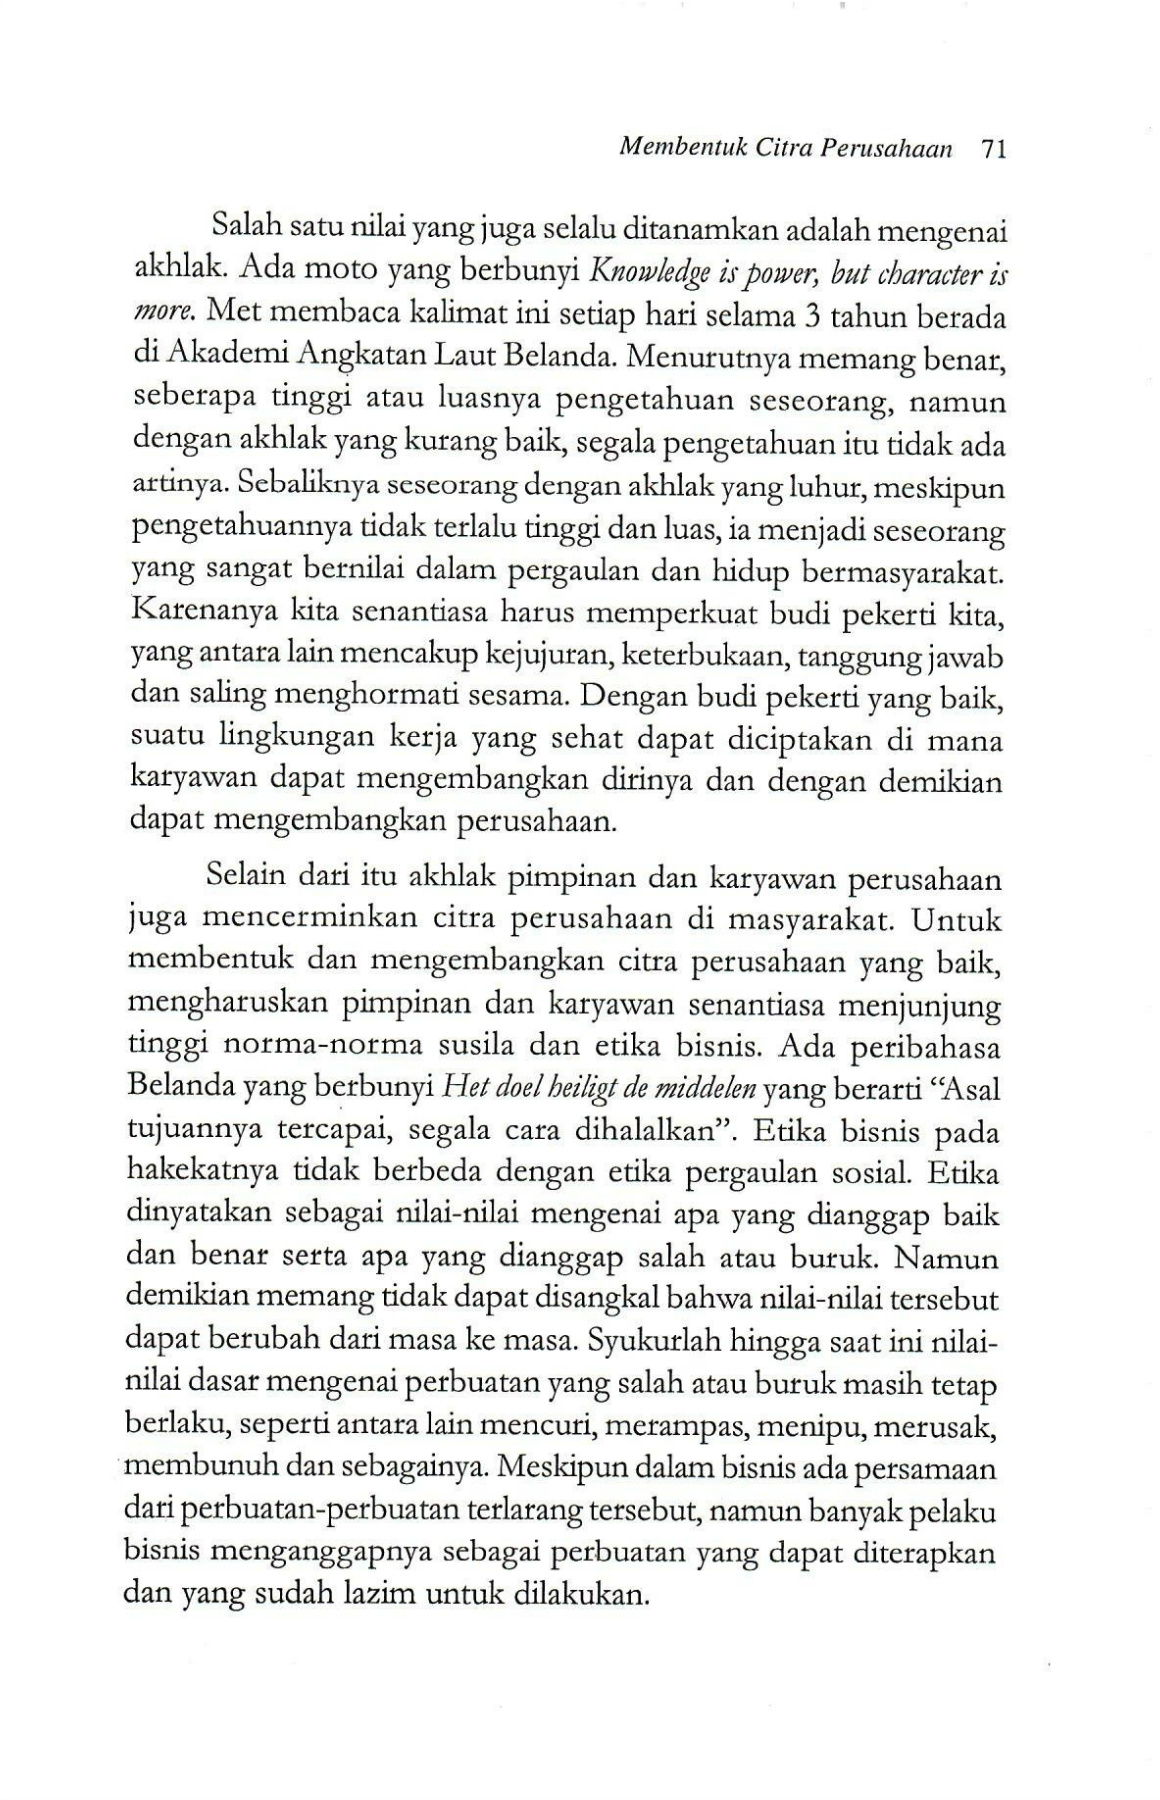 Membentuk Citra Perusahaan 71
Salah satu nilai yang juga selalu ditanamkan adalah mengenai
akhlak. Ada moto yang berbunyi Knowledge is power, but character is
more. Met membaca kalimat ini setiap hari selama 3 tahun berada
di Akademi Angkatan Laut Belanda. Menurutnya memang benar,
seberapa tinggi atau luasnya pengetahuan seseorang, namun
dengan akhlak yang kurang baik, segala pengetahuan itu tidak ada
artinya. Sebaliknya seseorang dengan akhlak yang luhur, meskipun
pengetahuannya tidak terlalu tinggi dan luas, ia menjadi seseorang
yang sangat bernilai dalam pergaulan dan hidup bermasyarakat.
Karenanya kita senantiasa harus memperkuat budi pekerti kita,
yang antara lain mencakup kejujuran, keterbukaan, tanggung jawab
dan saling menghormati sesama. Dengan budi pekerti yang baik,
suatu lingkungan kerja yang sehat dapat diciptakan di mana
karyawan dapat mengembangkan dirinya dan dengan demikian
dapat mengembangkan perusahaan.
Selain dari itu akhlak pimpinan dan karyawan perusahaan
juga mencerminkan citra perusahaan di masyarakat. Untuk
membentuk dan mengembangkan citra perusahaan yang baik,
mengharuskan pimpinan dan karyawan senantiasa menjunjung
tinggi norma-norma susila dan etika bisnis. Ada peribahasa
Belanda yang berbunyi Het doel heiligt de middelen yang berarti “Asal
tujuannya tercapai, segala cara dihalalkan”. Etika bisnis pada
hakekatnya tidak berbeda dengan etika pergaulan sosial. Etika
dinyatakan sebagai nilai-nilai mengenai apa yang dianggap baik
dan benar serta apa yang dianggap salah atau buruk. Namun
demikian memang tidak dapat disangkal bahwa nilai-nilai tersebut
dapat berubah dari masa ke masa. Syukurlah hingga saat ini nilai-
nilai dasar mengenai perbuatan yang salah atau buruk masih tetap
berlaku, seperti antara lain mencuri, merampas, menipu, merusak,
membunuh dan sebagainya. Meskipun dalam bisnis ada persamaan
dari perbuatan-perbuatan terlarang tersebut, namun banyak pelaku
bisnis menganggapnya sebagai perbuatan yang dapat diterapkan
dan yang sudah lazim untuk dilakukan.